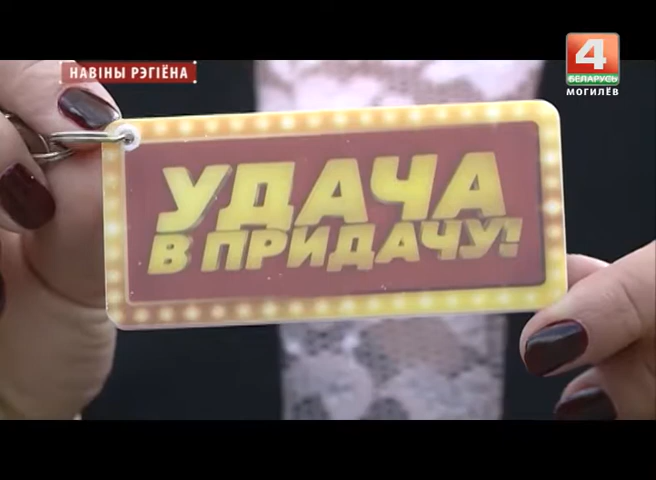 НАВІНЫ РЭГІЁНА
4
БЕЛАРУСЬ
МОГИЛЁВ
УДАЧА
В ПРИДАЧУ!